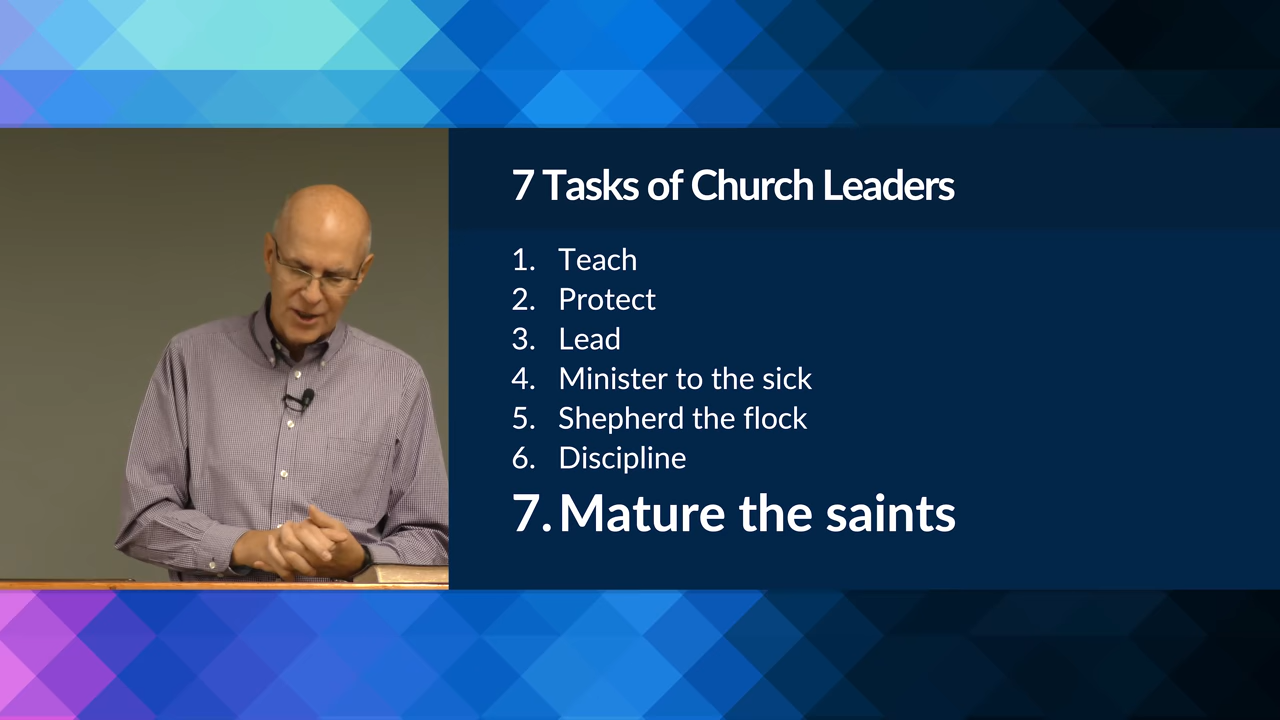 7 Tasks of Church Leaders
1. Teach
2. Protect
3. Lead
4. Minister to the sick
5. Shepherd the flock
6. Discipline
7. Mature the saints